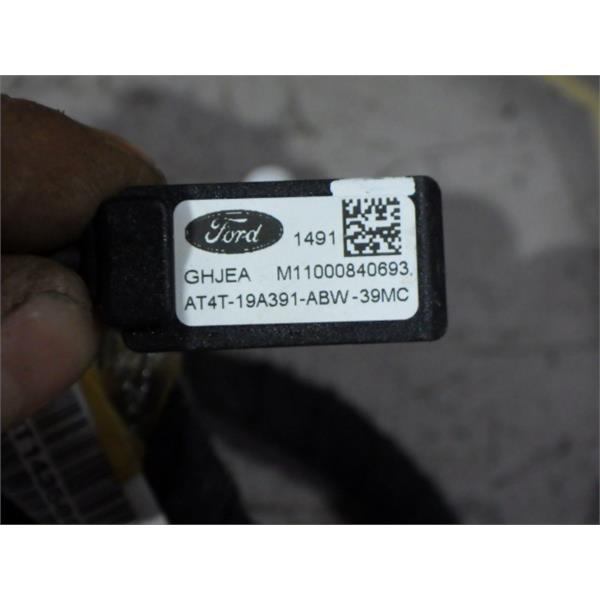 Ford
1491
GHJEA M11000840693.
AT4T-19A391-ABW-39MC